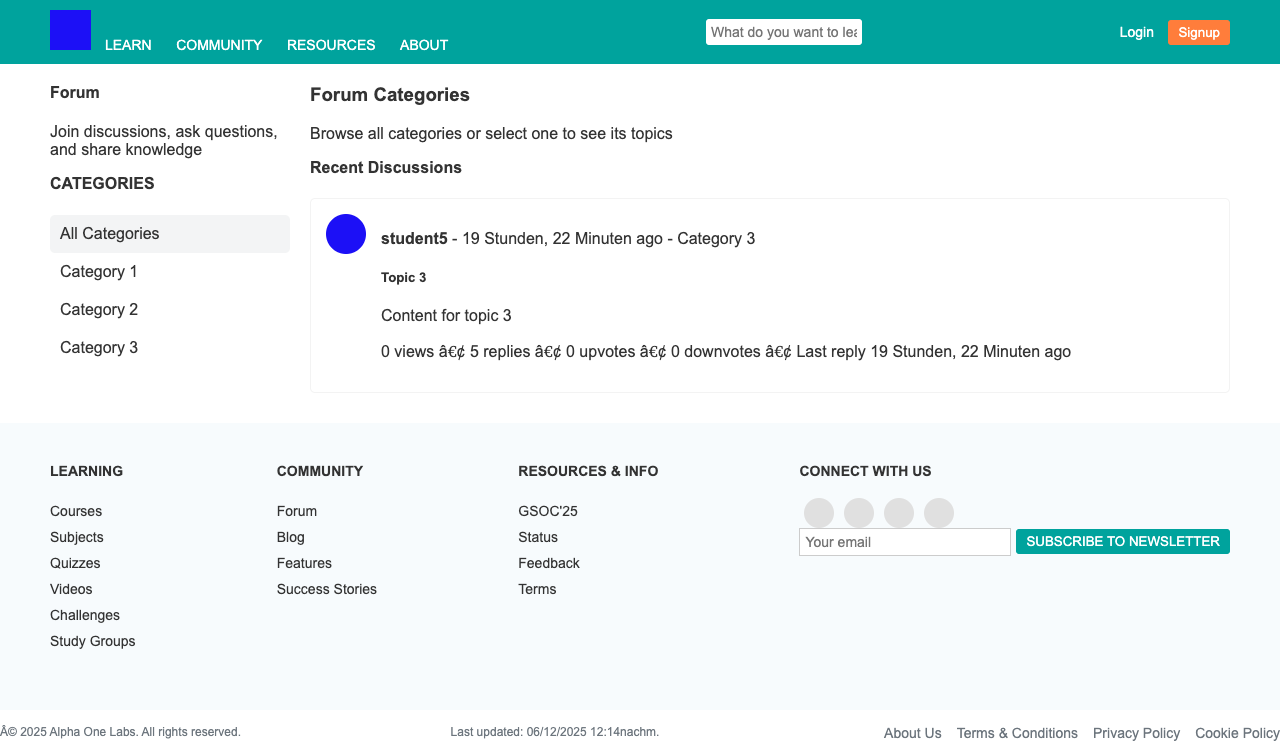 LEARN COMMUNITY RESOURCES ABOUT What do you want to lea Login Signup
Forum
Join discussions, ask questions,
and share knowledge
CATEGORIES
All Categories
Category 1
Category 2
Category 3
Forum Categories
Browse all categories or select one to see its topics
Recent Discussions
student5 - 19 Stunden, 22 Minuten ago - Category 3
Topic 3
Content for topic 3
0 views â€¢ 5 replies â€¢ 0 upvotes â€¢ 0 downvotes â€¢ Last reply 19 Stunden, 22 Minuten ago
LEARNING
Courses
Subjects
Quizzes
Videos
Challenges
Study Groups
COMMUNITY
Forum
Blog
Features
Success Stories
RESOURCES & INFO
GSOC'25
Status
Feedback
Terms
CONNECT WITH US
Your email SUBSCRIBE TO NEWSLETTER
Â© 2025 Alpha One Labs. All rights reserved. Last updated: 06/12/2025 12:14nachm. About Us Terms & Conditions Privacy Policy Cookie Policy